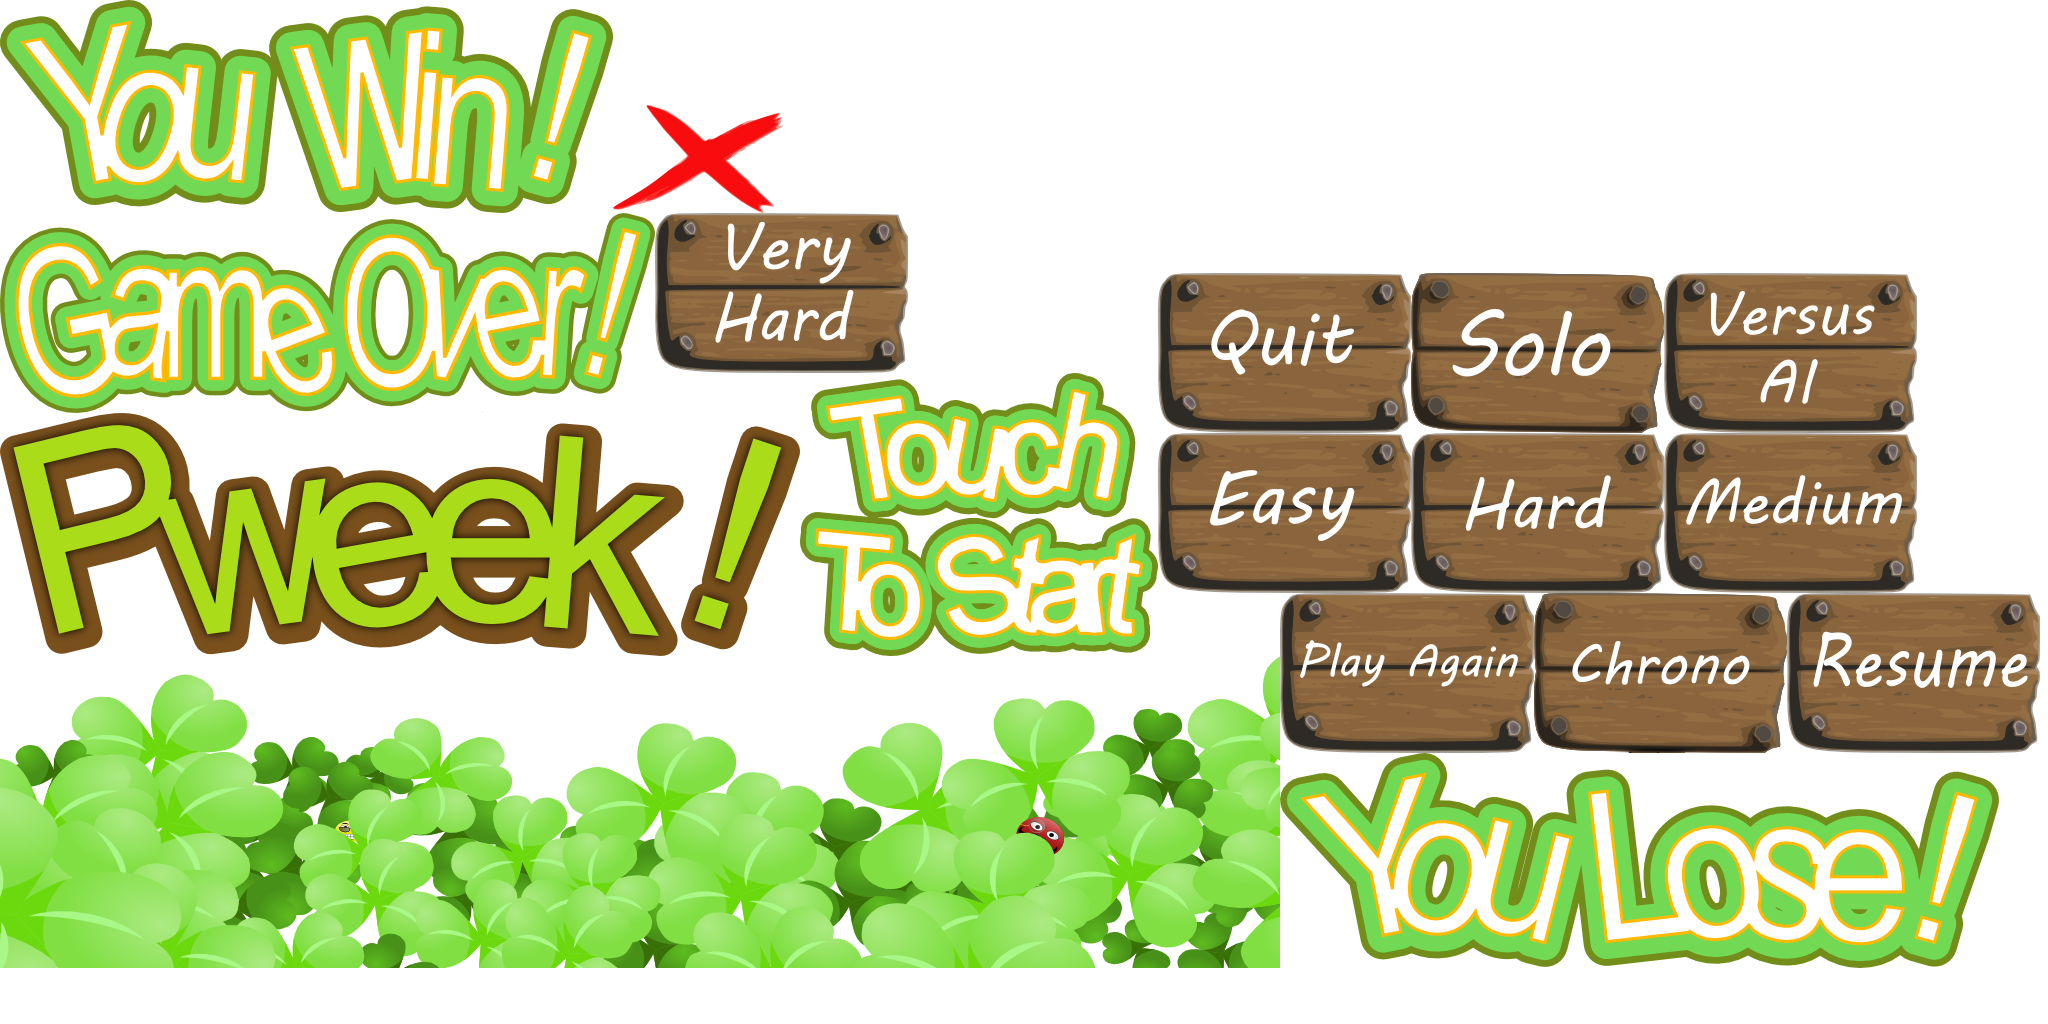 You Win !
Game Over !
Very
Hard
Pweek !
Touch
To Start
Quit
Solo
Versus
AI
Easy
Hard
Medium
Play Again
Chrono
Resume
You Lose !